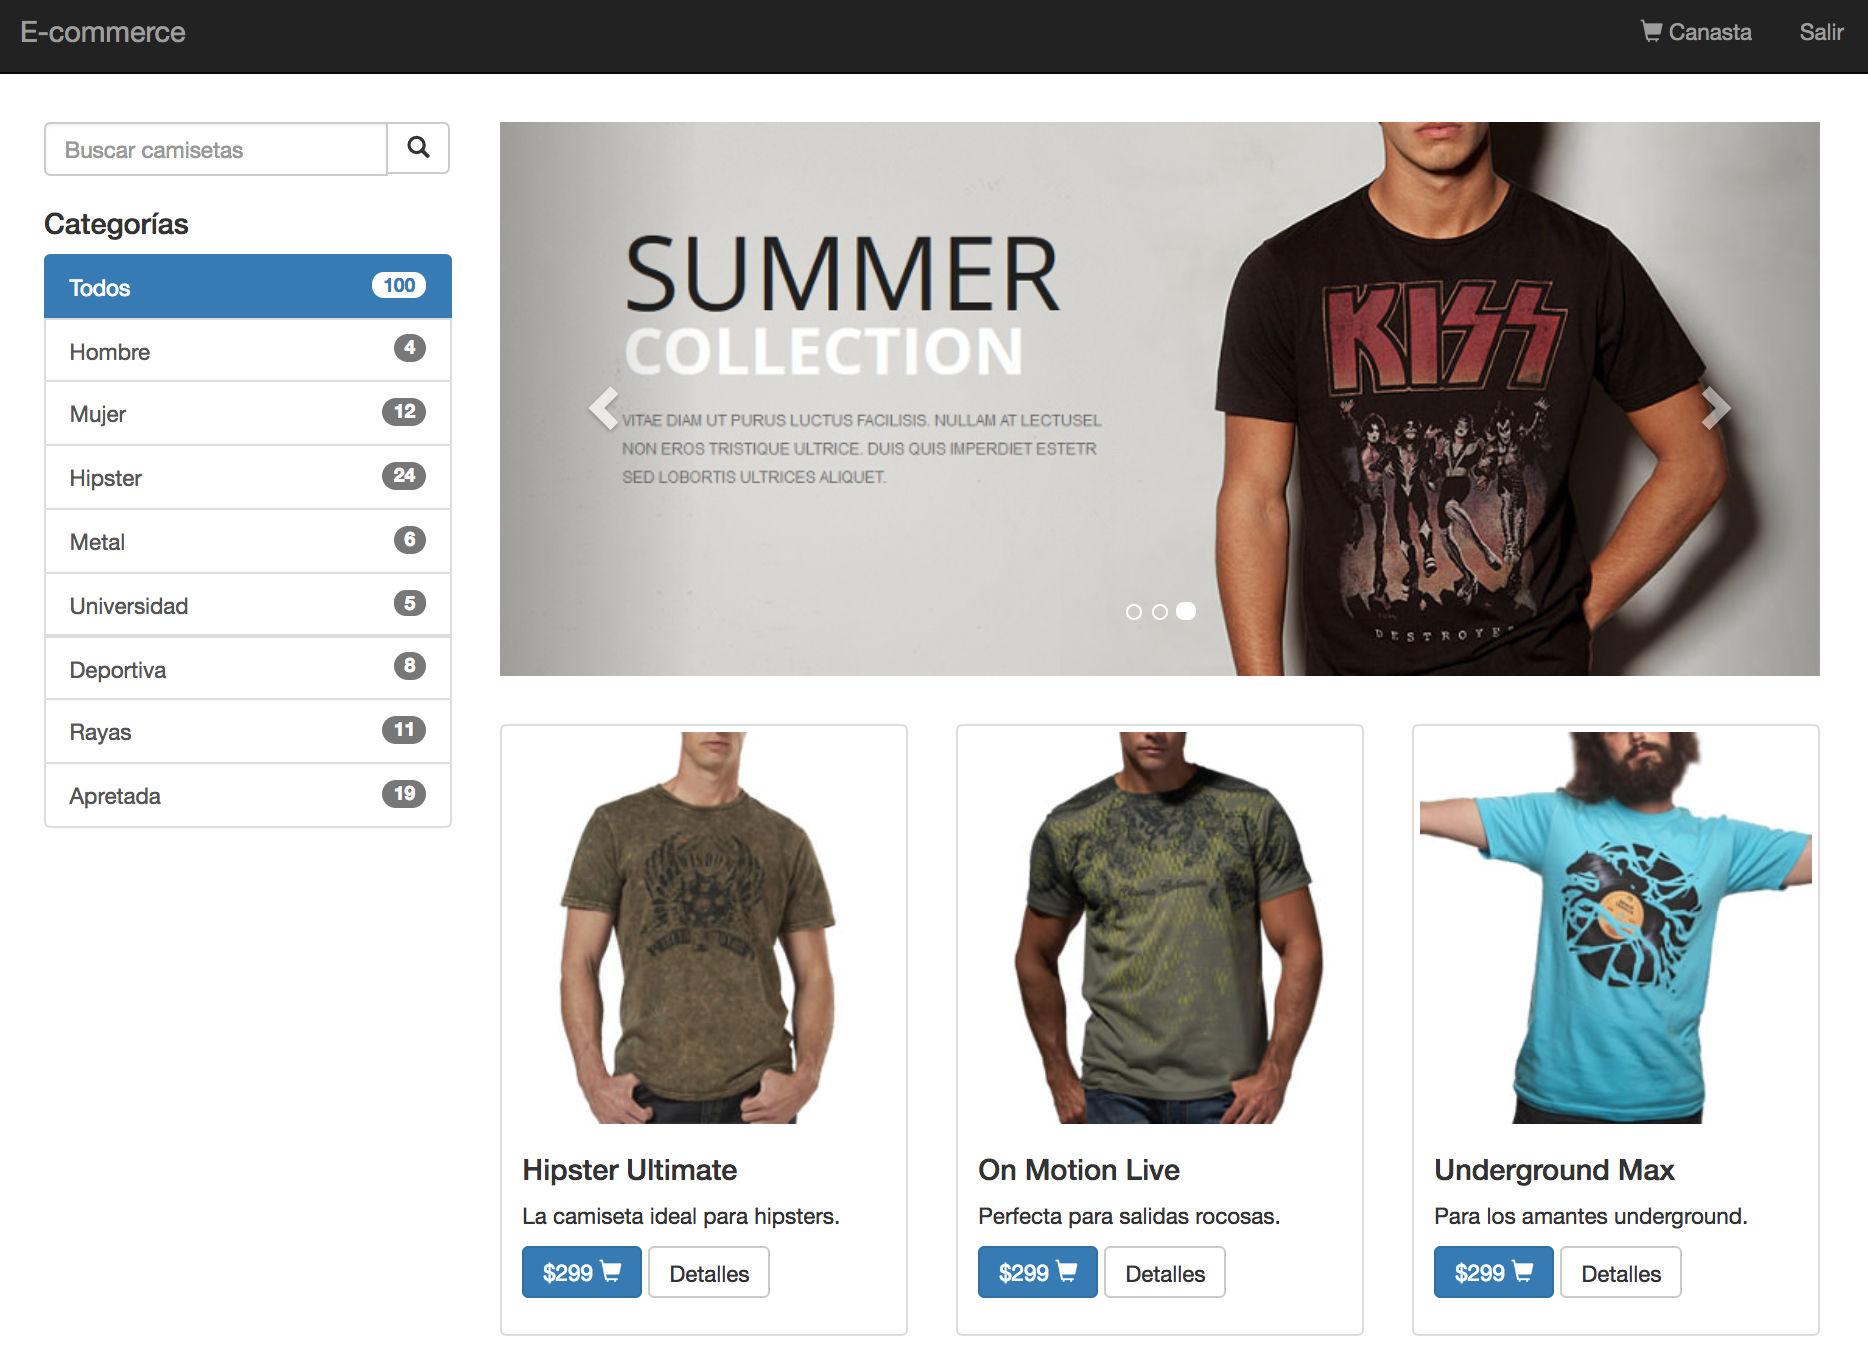 E-commerce
Canasta
Salir
Buscar camisetas
Categorías
Todos 100
Hombre 4
Mujer 12
Hipster 24
Metal 6
Universidad 5
Deportiva 8
Rayas 11
Apretada 19
SUMMER
COLLECTION
VITAE DIAM UT PURUS LUCTUS FACILISIS. NULLAM AT LECTUSEL
NON EROS TRISTIQUE ULTRICE. DUIS QUIS IMPERDIET ESTETR
SED LOBORTIS ULTRICES ALIQUET.
KISS
DESTROYE
Hipster Ultimate
La camiseta ideal para hipsters.
$299
Detalles
On Motion Live
Perfecta para salidas rocosas.
$299
Detalles
Underground Max
Para los amantes underground.
$299
Detalles